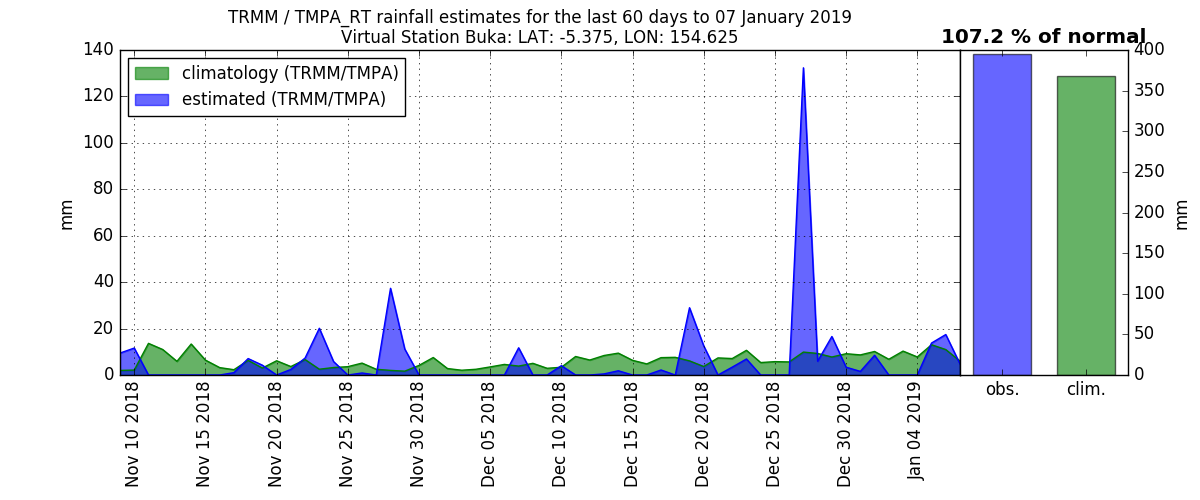 TRMM / TMPA_RT rainfall estimates for the last 60 days to 07 January 2019
Virtual Station Buka: LAT: -5.375, LON: 154.625
107.2 % of normal
climatology (TRMM/TMPA)
estimated (TRMM/TMPA)
140
120
100
80
60
40
20
0
mm
Nov 10 2018
Nov 15 2018
Nov 20 2018
Nov 25 2018
Nov 30 2018
Dec 05 2018
Dec 10 2018
Dec 15 2018
Dec 20 2018
Dec 25 2018
Dec 30 2018
Jan 04 2019
obs.
clim.
400
350
300
250
200
150
100
50
0
mm